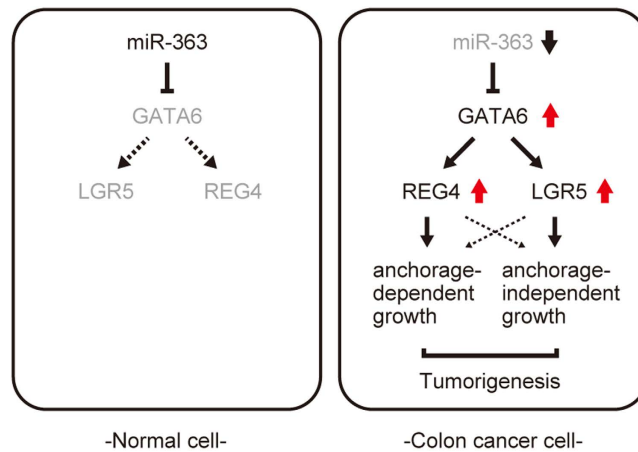 miR-363
GATA6
LGR5
REG4
-Normal cell-
miR-363
GATA6
REG4
LGR5
anchorage-
dependent
growth
anchorage-
independent
growth
Tumorigenesis
-Colon cancer cell-